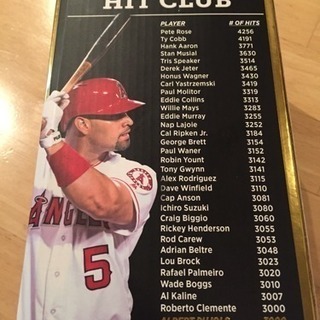 HIT CLUB
PLAYER # OF HITS
Pete Rose 4256
Ty Cobb 4191
Hank Aaron 3771
Stan Musial 3630
Tris Speaker 3514
Derek Jeter 3465
Honus Wagner 3430
Carl Yastrzemski 3419
Paul Molitor 3319
Eddie Collins 3313
Willie Mays 3283
Eddie Murray 3255
Nap Lajoie 3252
Cal Ripken Jr. 3184
George Brett 3154
Paul Waner 3152
Robin Yount 3142
Tony Gwynn 3141
Alex Rodriguez 3115
Dave Winfield 3110
Cap Anson 3081
Ichiro Suzuki 3080
Craig Biggio 3060
Rickey Henderson 3055
Rod Carew 3053
Adrian Beltre 3048
Lou Brock 3023
Rafael Palmeiro 3020
Wade Boggs 3010
Al Kaline 3007
Roberto Clemente 3000
ALBERT PUJOLS 3000
A
ANGELS
5